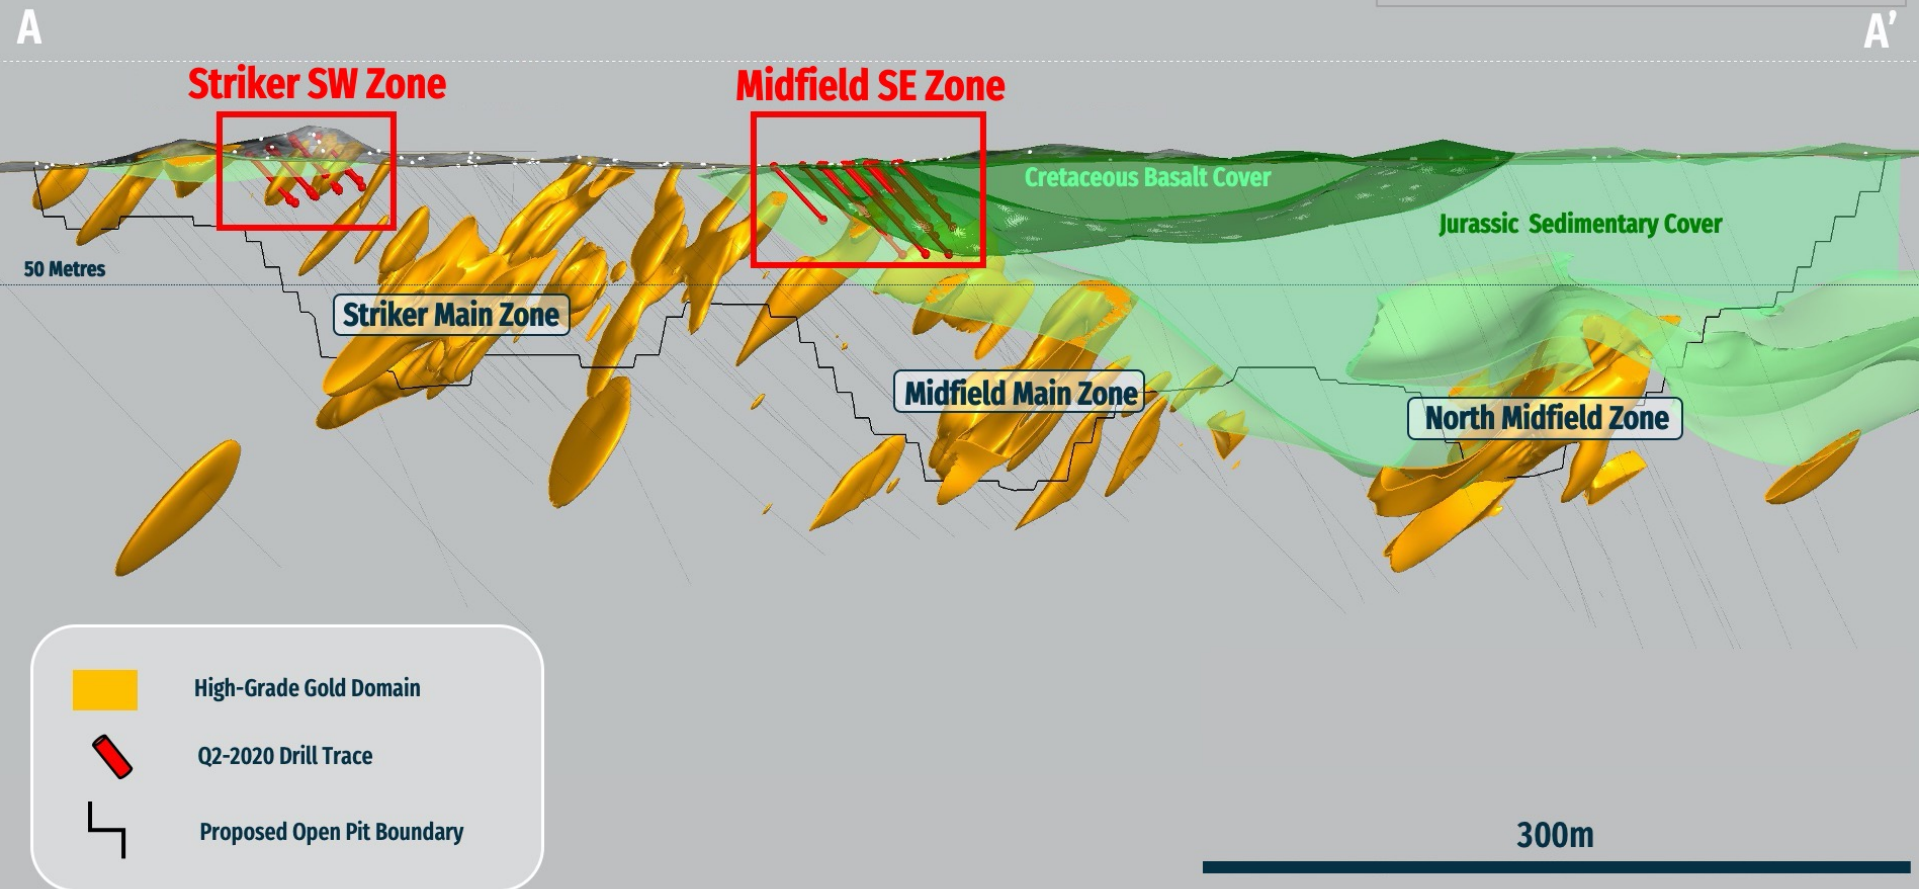 A
A'
Striker SW Zone
Midfield SE Zone
Cretaceous Basalt Cover
Jurassic Sedimentary Cover
50 Metres
Striker Main Zone
Midfield Main Zone
North Midfield Zone
High-Grade Gold Domain
Q2-2020 Drill Trace
Proposed Open Pit Boundary
300m